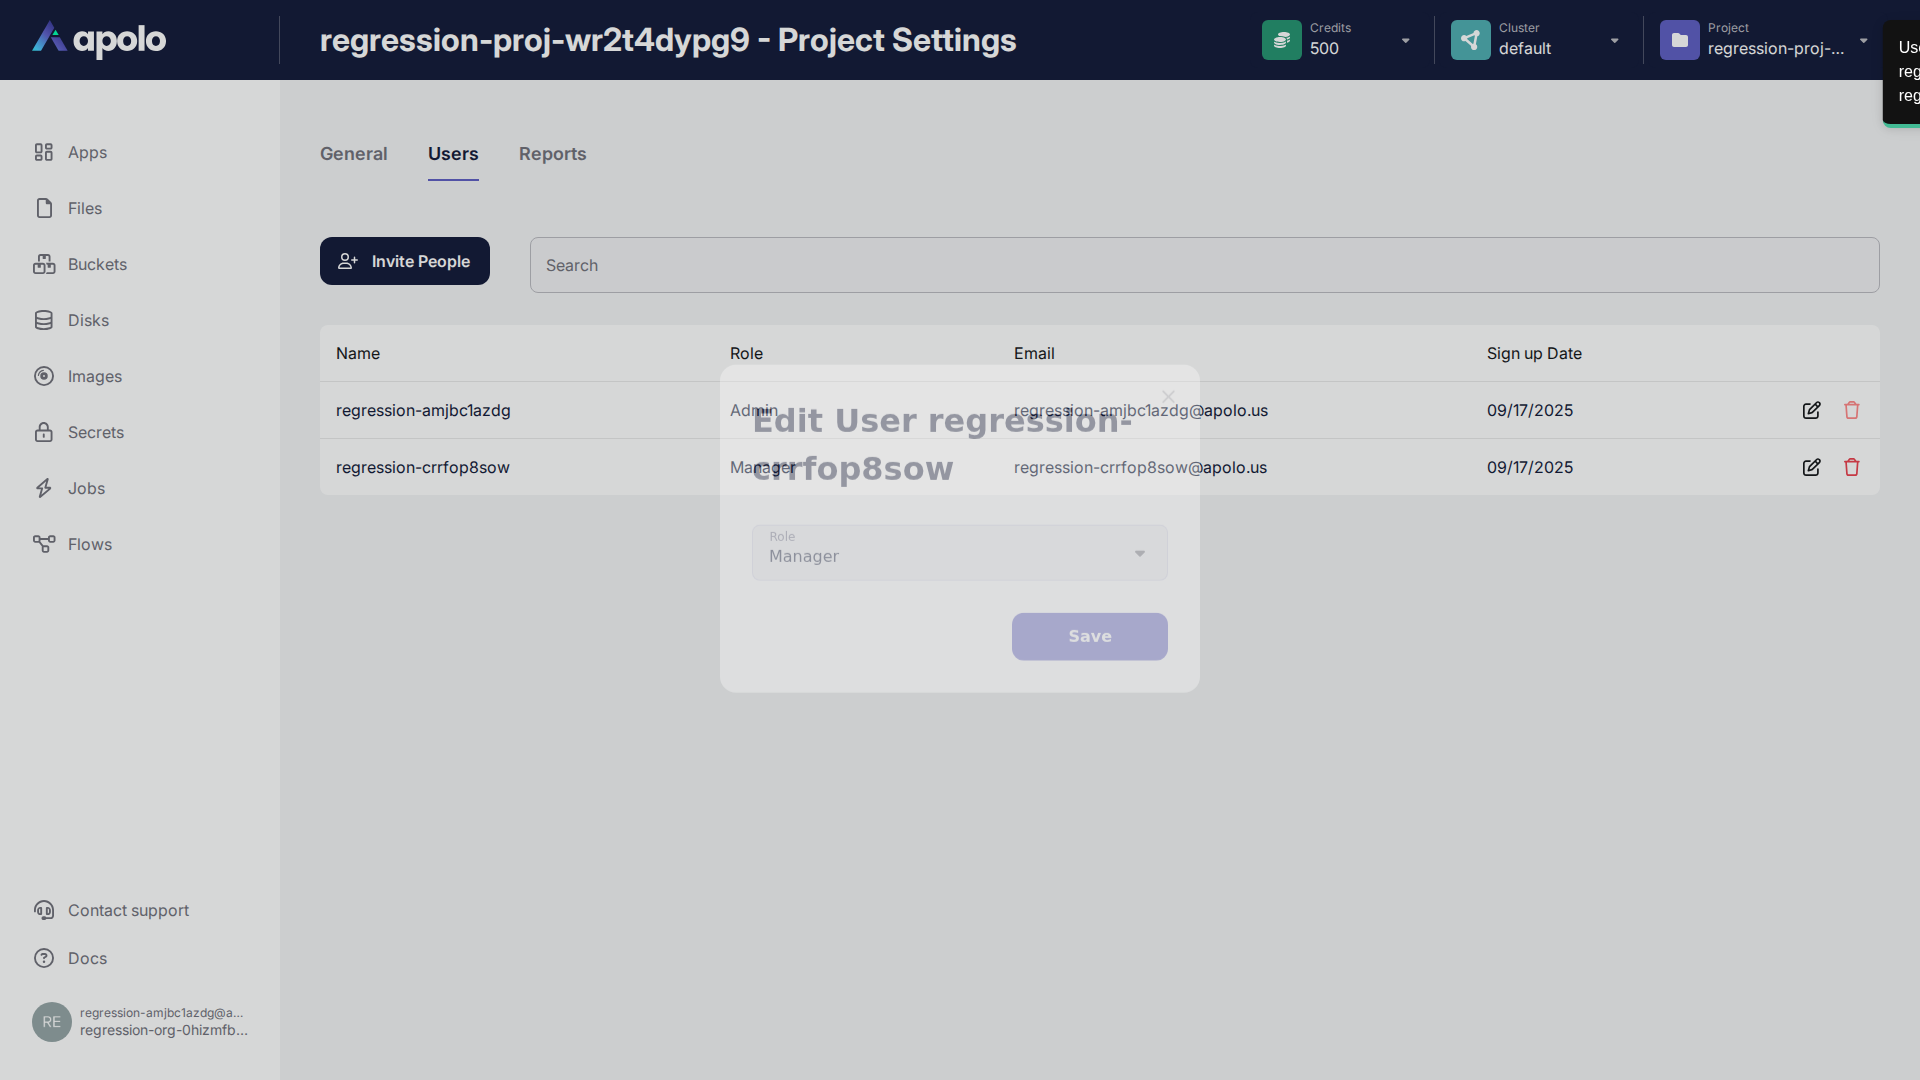 apolo
regression-proj-wr2t4dypg9 - Project Settings
Credits
500
Cluster
default
Project
regression-proj-...
Apps
Files
Buckets
Disks
Images
Secrets
Jobs
Flows
General Users Reports
Invite People
Search
Name Role Email Sign up Date
regression-amjbc1azdg Admin regression-amjbc1azdg@apolo.us 09/17/2025
regression-crrfop8sow Manager regression-crrfop8sow@apolo.us 09/17/2025
Edit User regression-
crrfop8sow
Role
Manager
Save
Contact support
Docs
RE
regression-amjbc1azdg@a...
regression-org-0hizmfb...